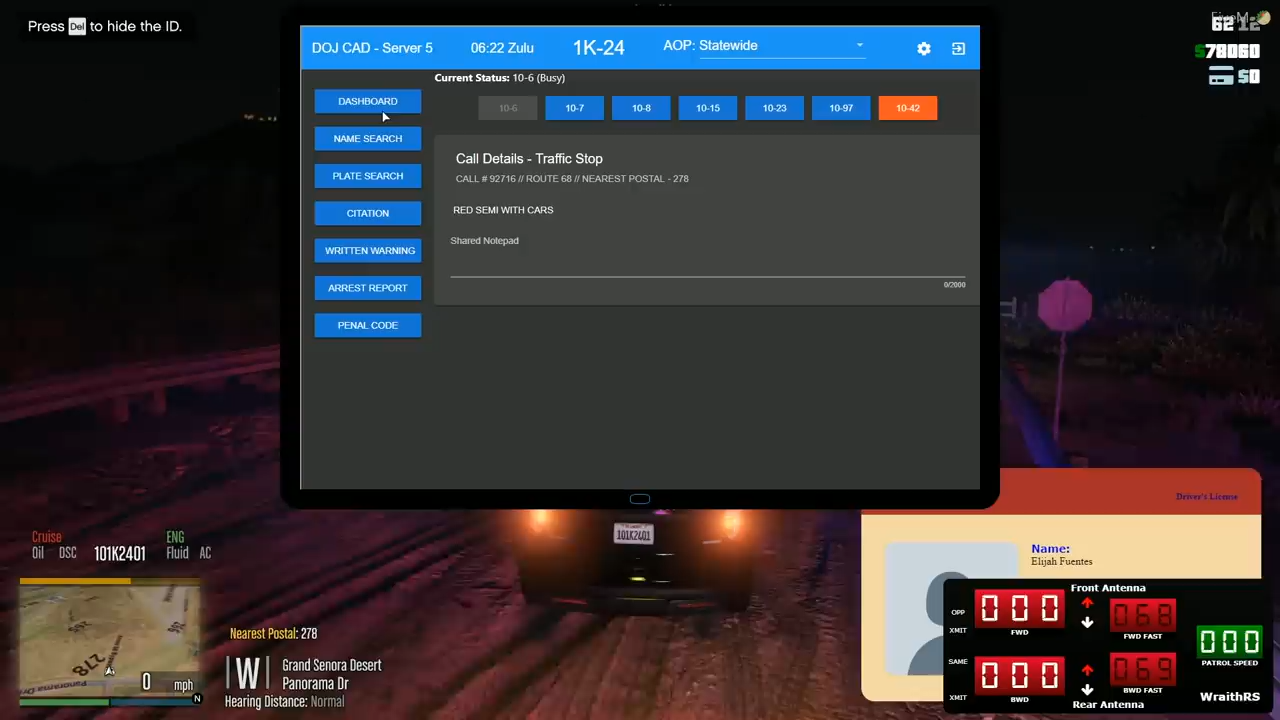 Press Del to hide the ID.
DOJ CAD - Server 5
06:22 Zulu
1K-24
AOP: Statewide
$78060
$0
Current Status: 10-6 (Busy)
10-6
10-7
10-8
10-15
10-23
10-97
10-42
DASHBOARD
NAME SEARCH
PLATE SEARCH
CITATION
WRITTEN WARNING
ARREST REPORT
PENAL CODE
Call Details - Traffic Stop
CALL # 92716 // ROUTE 68 // NEAREST POSTAL - 278
RED SEMI WITH CARS
Shared Notepad
0/2000
Driver's License
Name:
Elijah Fuentes
Cruise
Oil DSC
101K2401
ENG
Fluid AC
101K2401
278
0 mph
N
Nearest Postal: 278
W
Grand Senora Desert
Panorama Dr
Hearing Distance: Normal
Front Antenna
OPP
XMIT
000
FWD
068
FWD FAST
SAME
XMIT
000
BWD
069
BWD FAST
Rear Antenna
000
PATROL SPEED
WraithRS